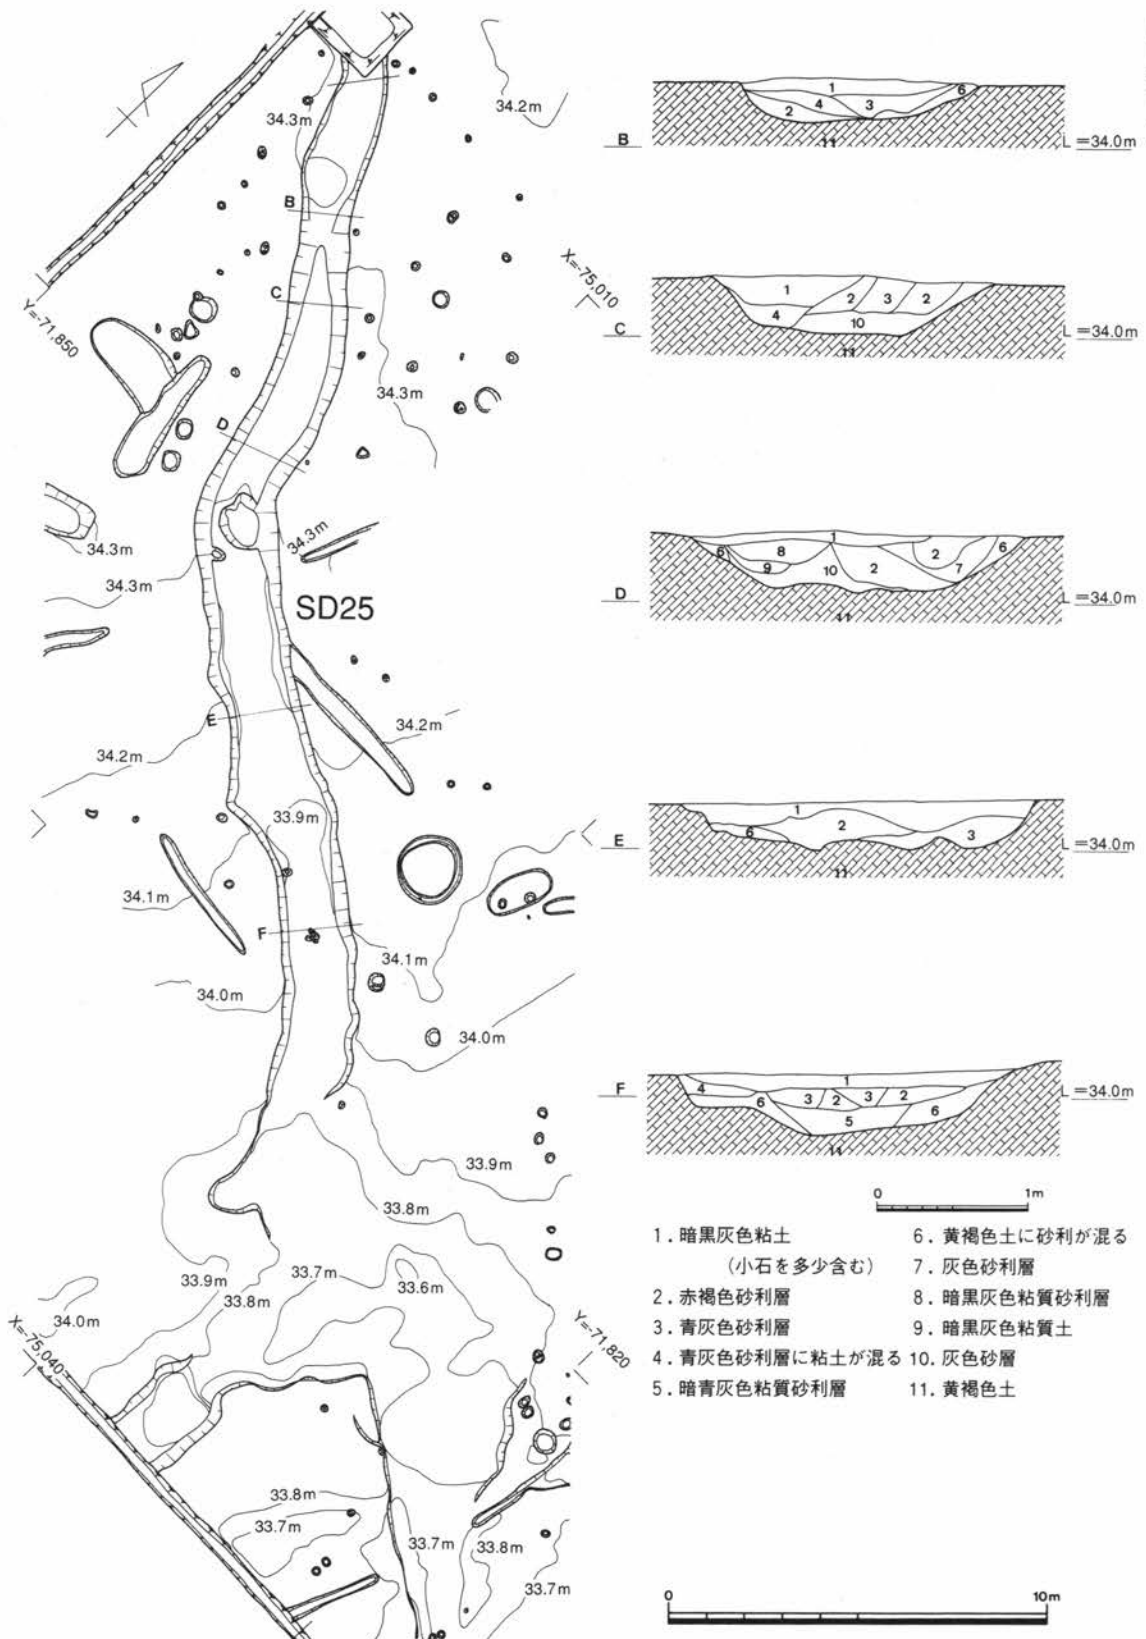 34.2m
34.3m
B
C
X=-75,010
Y=-71,850
34.3m
D
34.3m
34.3m
34.3m
SD25
E
34.2m
34.2m
33.9m
34.1m
F
34.1m
34.0m
34.0m
33.9m
33.8m
33.9m
33.8m
33.7m
33.6m
34.0m
X=-75,040
Y=-71,820
33.8m
33.7m
33.7m
33.8m
33.7m
1
2 4 3 6
11
B L=34.0m
1 2 3 2
4 10
11
C L=34.0m
1
6 8 2 6
9 10 2 7
11
D L=34.0m
1
6 2 3
11
E L=34.0m
1
4 6 3 2 3 2
5 6
11
F L=34.0m
0 1m
1. 暗黒灰色粘土
(小石を多少含む)
2. 赤褐色砂利層
3. 青灰色砂利層
4. 青灰色砂利層に粘土が混る
5. 暗青灰色粘質砂利層
6. 黄褐色土に砂利が混る
7. 灰色砂利層
8. 暗黒灰色粘質砂利層
9. 暗黒灰色粘質土
10. 灰色砂層
11. 黄褐色土
0 10m